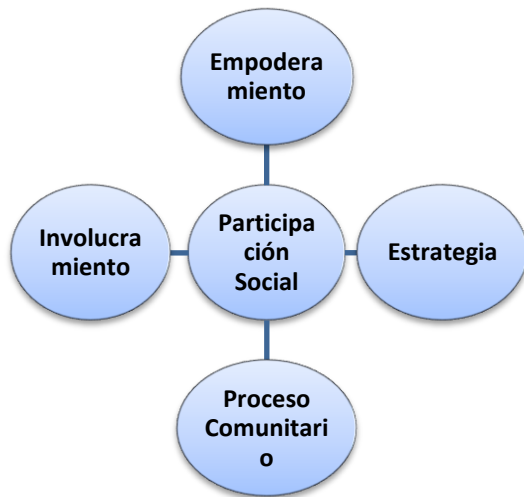 Empodera
miento
Involucra
miento
Participa
ción
Social
Estrategia
Proceso
Comunitari
o